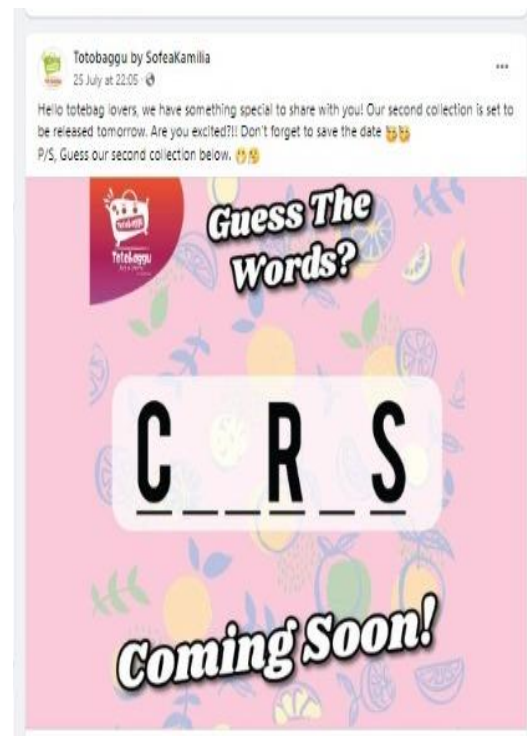 Totobaggu by SofeaKamilia
25 July at 22:05
Hello totebag lovers, we have something special to share with you! Our second collection is set to
be released tomorrow. Are you excited?!! Don't forget to save the date 😁😁
P/S, Guess our second collection below.
Totebaggu
Guess The
Words?
C _ _ R _ S
Coming Soon!